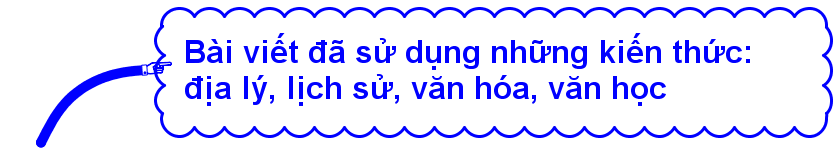 Bài viết đã sử dụng những kiến thức:
địa lý, lịch sử, văn hóa, văn học